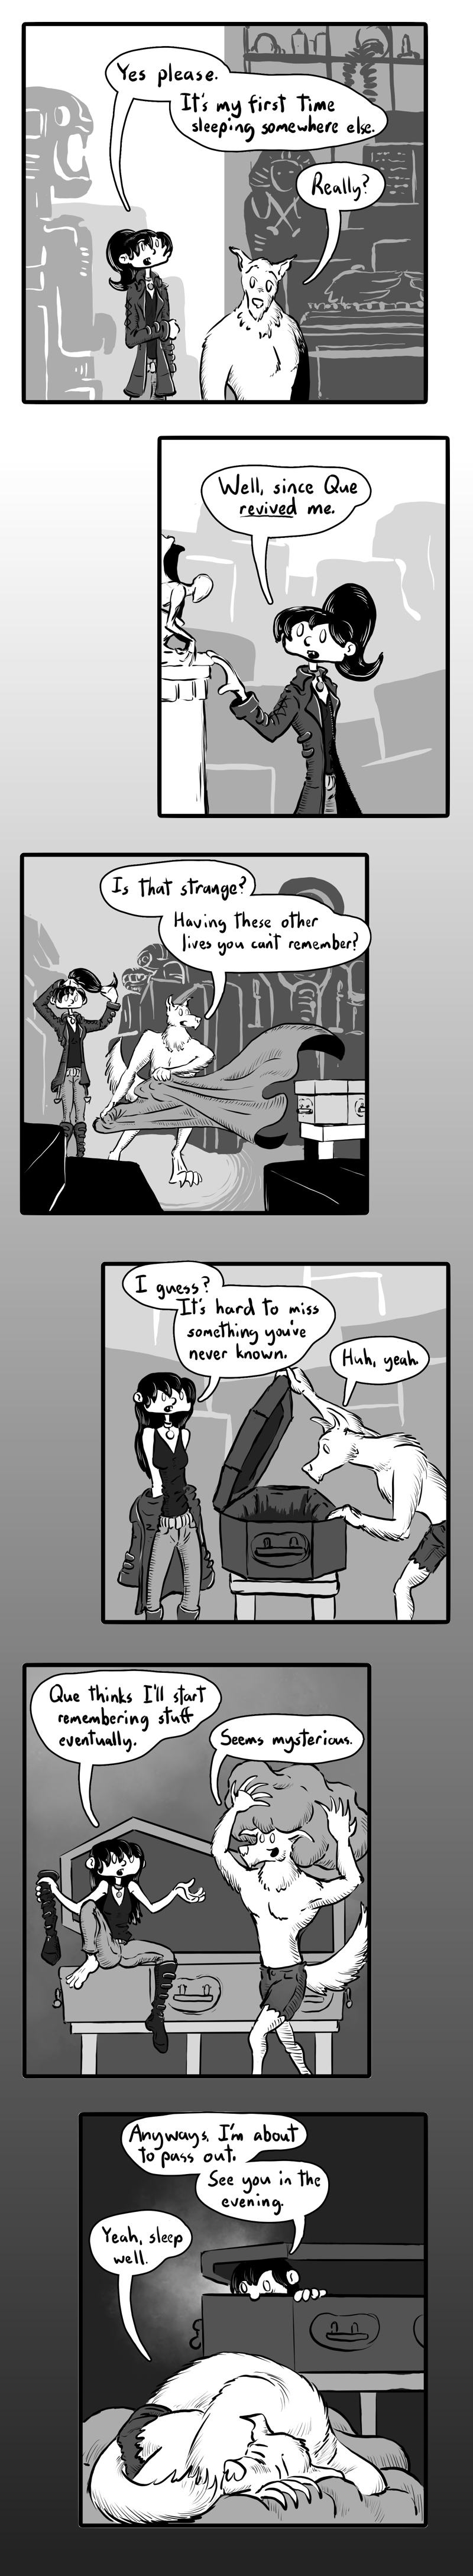 Yes please.
It's my first time
sleeping somewhere else.
Really?
Well, since Que
revived me.
Is that strange?
Having these other
lives you can't remember?
I guess?
It's hard to miss
something you've
never known.
Huh, yeah.
Que thinks I'll start
remembering stuff
eventually.
Seems mysterious.
Anyways, I'm about
to pass out.
See you in the
evening.
Yeah, sleep
well.